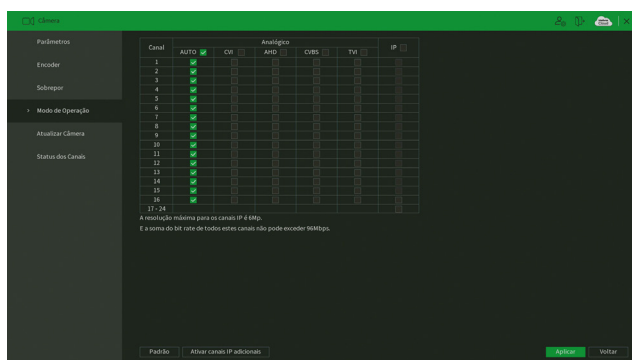 Câmera
Cloud
Parâmetros
Encoder
Sobrepor
Modo de Operação
Atualizar Câmera
Status dos Canais
Canal Analógico IP
AUTO CVI AHD CVBS TVI
1
2
3
4
5
6
7
8
9
10
11
12
13
14
15
16
17 - 24
A resolução máxima para os canais IP é 6Mp.
E a soma do bit rate de todos estes canais não pode exceder 96Mbps.
Padrão Ativar canais IP adicionais Aplicar Voltar